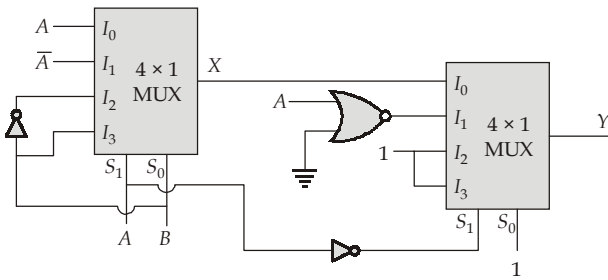 A I₀
A̅ I₁
I₂
I₃
4 × 1
MUX
S₁ S₀
A B
X
A
1
I₀
I₁
I₂
I₃
4 × 1
MUX
S₁ S₀
1
Y